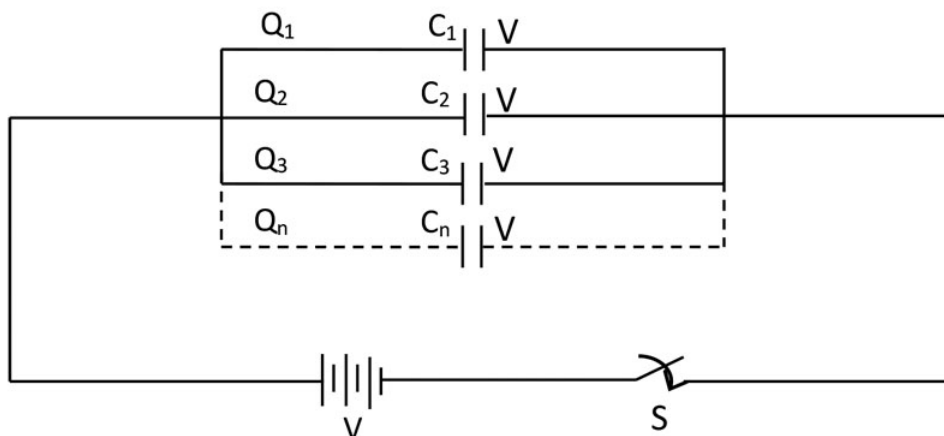 Q₁ C₁ V
Q₂ C₂ V
Q₃ C₃ V
Qₙ Cₙ V
V S